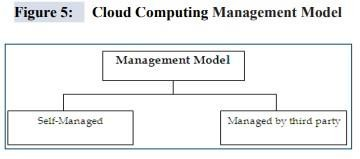 Figure 5: Cloud Computing Management Model
Management Model
Self-Managed
Managed by third party